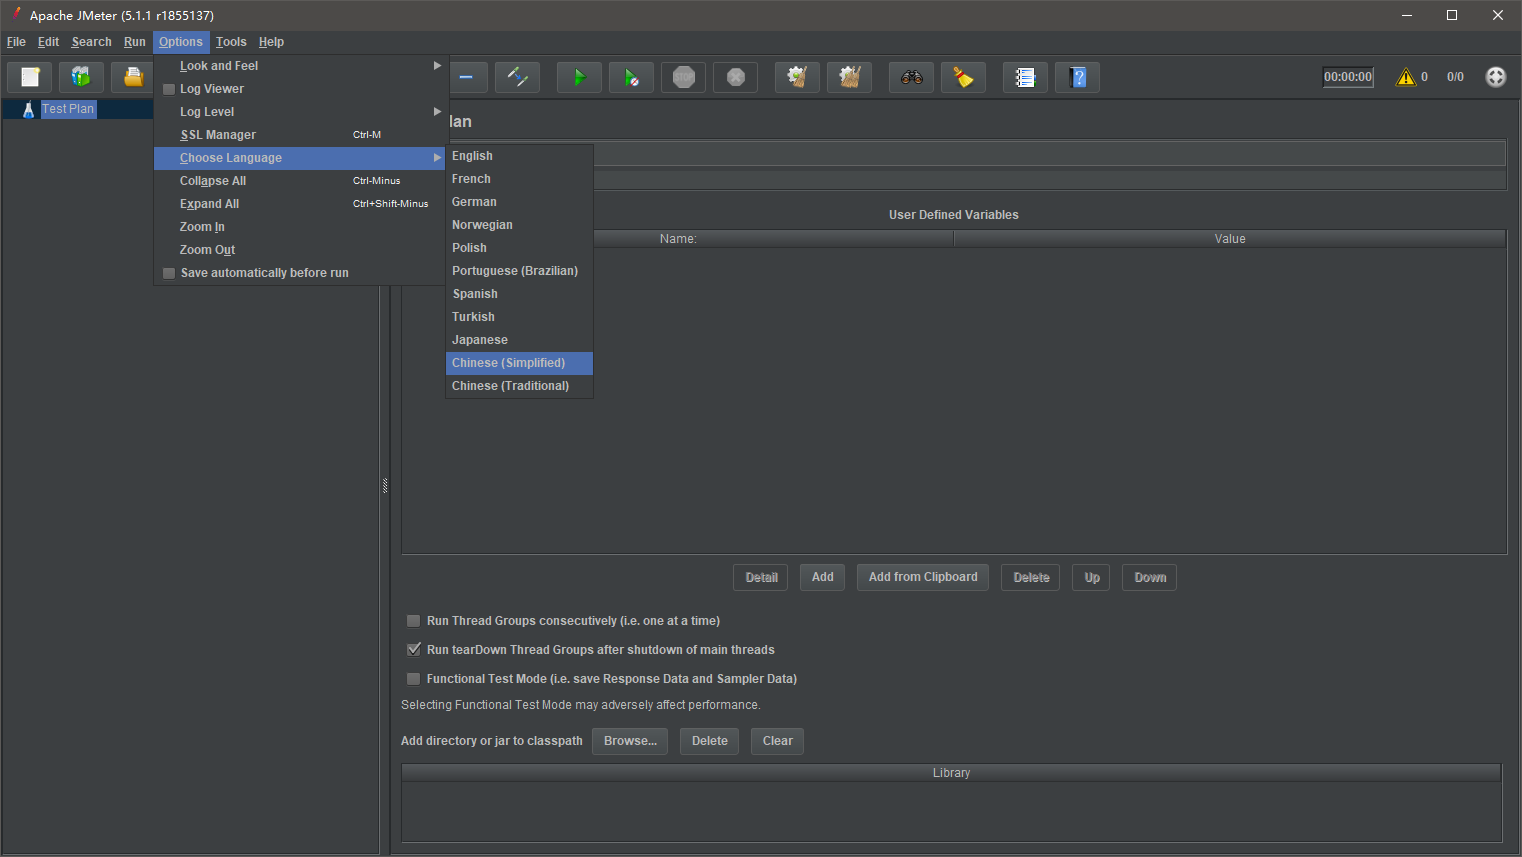 Apache JMeter (5.1.1 r1855137)
File Edit Search Run Options Tools Help
STOP
00:00:00
0
0/0
Look and Feel
Log Viewer
Log Level
SSL Manager Ctrl-M
Choose Language
Collapse All Ctrl-Minus
Expand All Ctrl+Shift-Minus
Zoom In
Zoom Out
Save automatically before run
English
French
German
Norwegian
Polish
Portuguese (Brazilian)
Spanish
Turkish
Japanese
Chinese (Simplified)
Chinese (Traditional)
Test Plan
lan
User Defined Variables
Name: Value
Detail Add Add from Clipboard Delete Up Down
Run Thread Groups consecutively (i.e. one at a time)
Run tearDown Thread Groups after shutdown of main threads
Functional Test Mode (i.e. save Response Data and Sampler Data)
Selecting Functional Test Mode may adversely affect performance.
Add directory or jar to classpath Browse... Delete Clear
Library